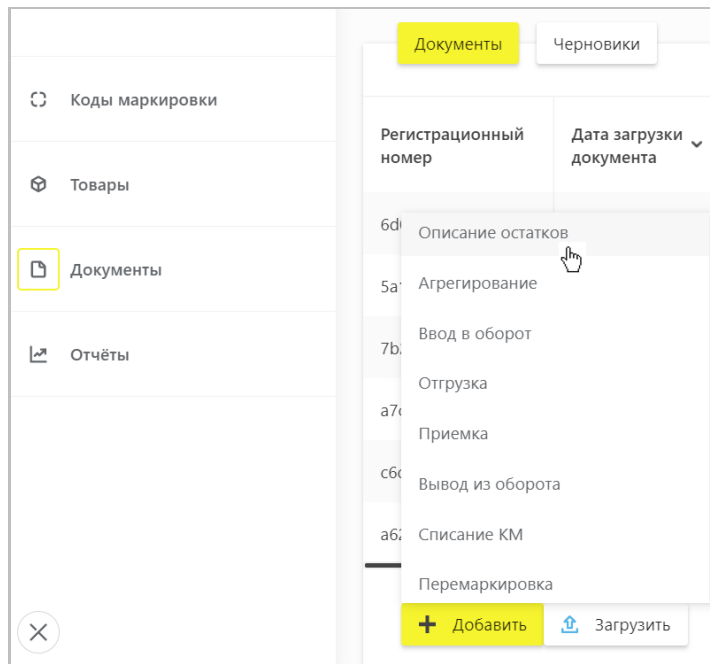 Документы
Черновики
Коды маркировки
Товары
Документы
Отчёты
Регистрационный
номер
Дата загрузки
документа
Описание остатков
Агрегирование
Ввод в оборот
Отгрузка
Приемка
Вывод из оборота
Списание КМ
Перемаркировка
Добавить
Загрузить